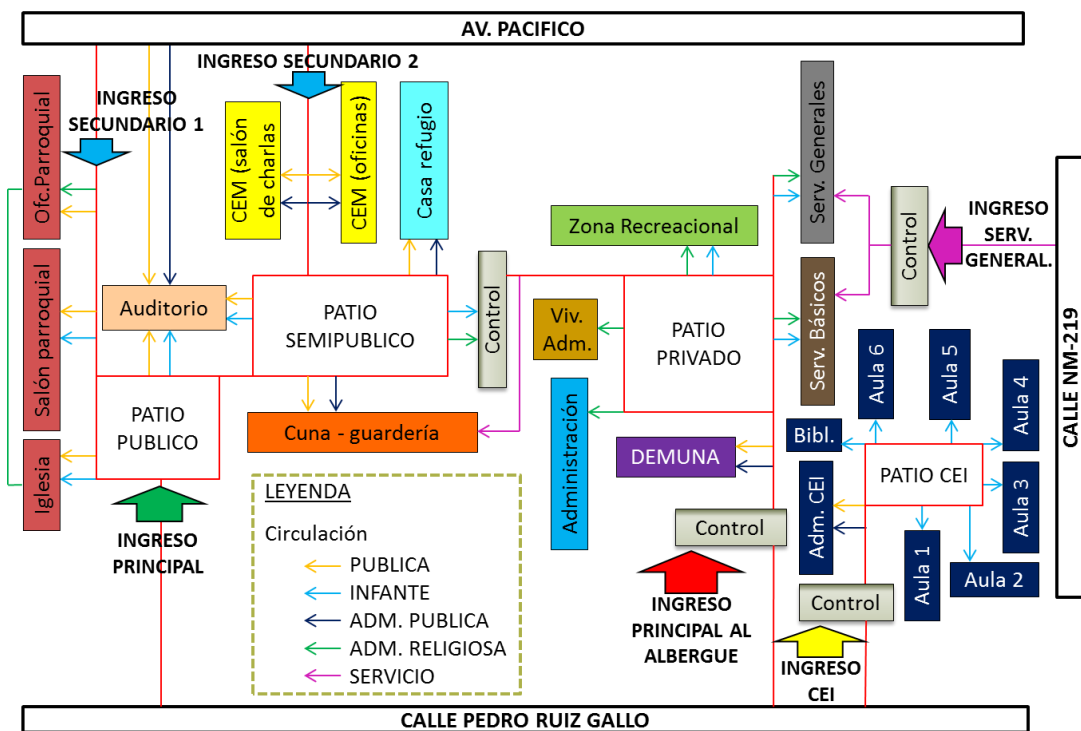 AV. PACIFICO
INGRESO
SECUNDARIO 1
INGRESO SECUNDARIO 2
Ofc.Parroquial
Salón parroquial
Iglesia
Auditorio
PATIO
PUBLICO
INGRESO
PRINCIPAL
CEM (salón
de charlas
CEM (oficinas)
Casa refugio
PATIO
SEMIPUBLICO
Control
Cuna - guardería
LEYENDA
Circulación
PUBLICA
INFANTE
ADM. PUBLICA
ADM. RELIGIOSA
SERVICIO
Zona Recreacional
Viv.
Adm.
PATIO
PRIVADO
Administración
DEMUNA
Control
INGRESO
PRINCIPAL AL
ALBERGUE
Serv. Generales
Serv. Básicos
Control
INGRESO
SERV.
GENERAL.
CALLE NM-219
Aula 6
Aula 5
Aula 4
Bibl.
PATIO CEI
Aula 3
Adm. CEI
Aula 1
Aula 2
Control
INGRESO
CEI
CALLE PEDRO RUIZ GALLO